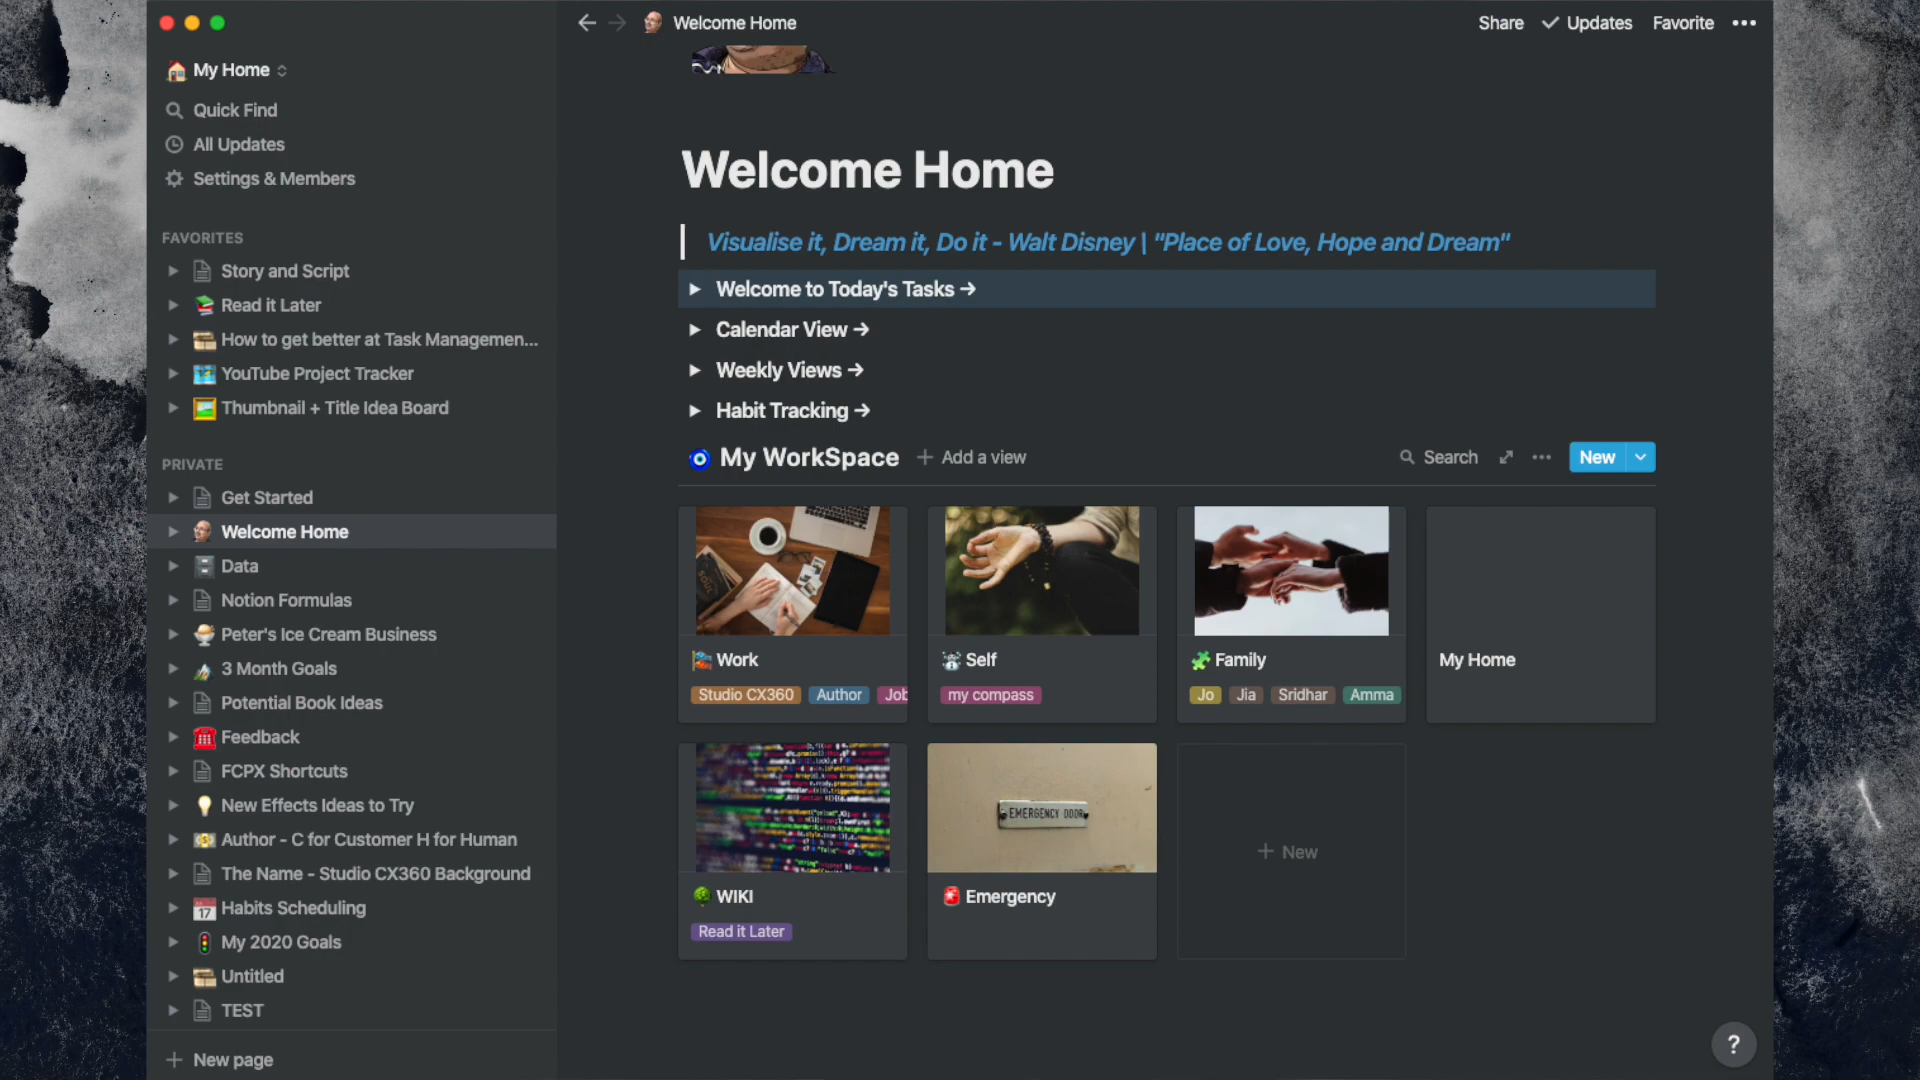 My Home
Quick Find
All Updates
Settings & Members
FAVORITES
Story and Script
Read it Later
How to get better at Task Managemen...
YouTube Project Tracker
Thumbnail + Title Idea Board
PRIVATE
Get Started
Welcome Home
Data
Notion Formulas
Peter's Ice Cream Business
3 Month Goals
Potential Book Ideas
Feedback
FCPX Shortcuts
New Effects Ideas to Try
Author - C for Customer H for Human
The Name - Studio CX360 Background
17
Habits Scheduling
My 2020 Goals
Untitled
TEST
New page
Welcome Home
Share
Updates
Favorite
Welcome Home
Visualise it, Dream it, Do it - Walt Disney | "Place of Love, Hope and Dream"
Welcome to Today's Tasks →
Calendar View →
Weekly Views →
Habit Tracking →
My WorkSpace
+ Add a view
Search
New
Work
Studio CX360 Author Job
Self
my compass
Family
Jo Jia Sridhar Amma
My Home
WIKI
Read it Later
EMERGENCY DOOR
Emergency
+ New
?